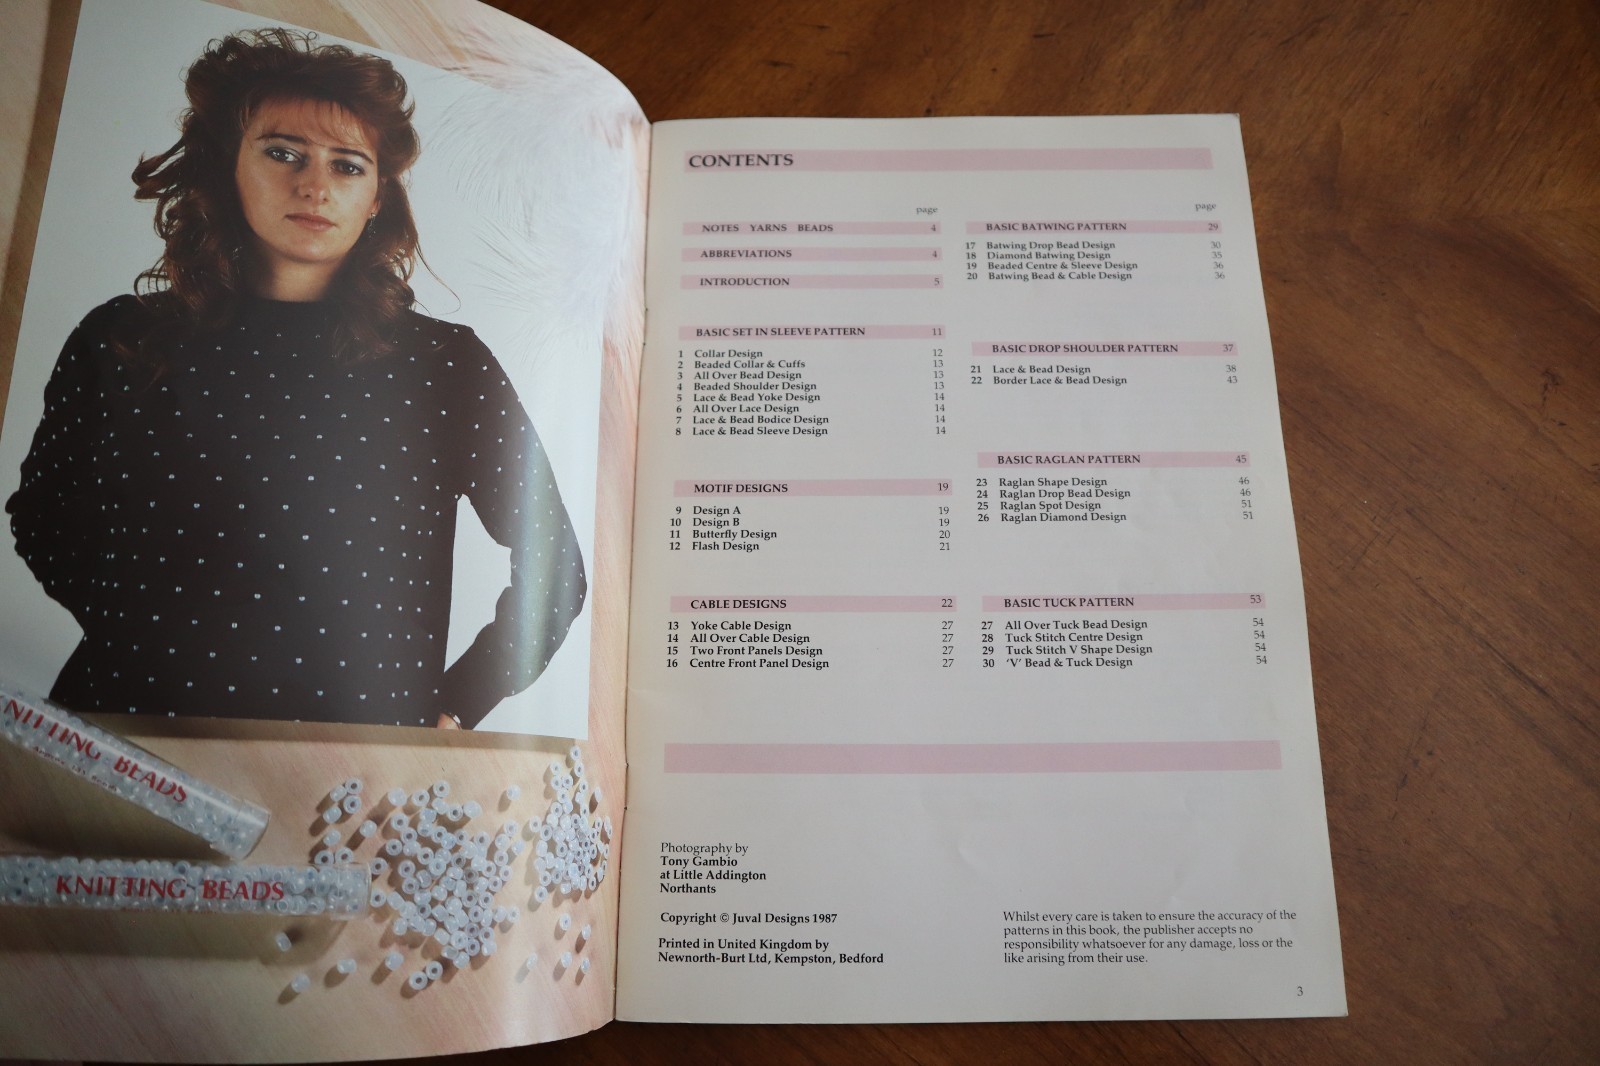 KNITTING BEADS
KNITTING BEADS
CONTENTS
page
NOTES YARNS BEADS 4
ABBREVIATIONS 4
INTRODUCTION 5
BASIC SET IN SLEEVE PATTERN 11
1 Collar Design 12
2 Beaded Collar & Cuffs 13
3 All Over Bead Design 13
4 Beaded Shoulder Design 13
5 Lace & Bead Yoke Design 14
6 All Over Lace Design 14
7 Lace & Bead Bodice Design 14
8 Lace & Bead Sleeve Design 14
MOTIF DESIGNS 19
9 Design A 19
10 Design B 19
11 Butterfly Design 20
12 Flash Design 21
CABLE DESIGNS 22
13 Yoke Cable Design 27
14 All Over Cable Design 27
15 Two Front Panels Design 27
16 Centre Front Panel Design 27
page
BASIC BATWING PATTERN 29
17 Batwing Drop Bead Design 30
18 Diamond Batwing Design 35
19 Beaded Centre & Sleeve Design 36
20 Batwing Bead & Cable Design 36
BASIC DROP SHOULDER PATTERN 37
21 Lace & Bead Design 38
22 Border Lace & Bead Design 43
BASIC RAGLAN PATTERN 45
23 Raglan Shape Design 46
24 Raglan Drop Bead Design 46
25 Raglan Spot Design 51
26 Raglan Diamond Design 51
BASIC TUCK PATTERN 53
27 All Over Tuck Bead Design 54
28 Tuck Stitch Centre Design 54
29 Tuck Stitch V Shape Design 54
30 'V' Bead & Tuck Design 54
Photography by
Tony Gambio
at Little Addington
Northants
Copyright © Juval Designs 1987
Printed in United Kingdom by
Newnorth-Burt Ltd, Kempston, Bedford
Whilst every care is taken to ensure the accuracy of the
patterns in this book, the publisher accepts no
responsibility whatsoever for any damage, loss or the
like arising from their use.
3